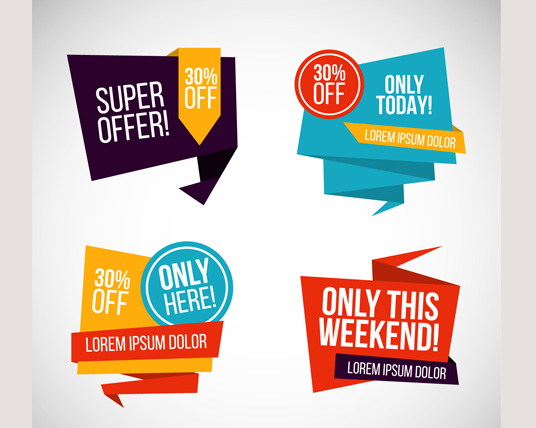 SUPER
OFFER!
30%
OFF
30%
OFF
ONLY
TODAY!
LOREM IPSUM DOLOR
30%
OFF
ONLY
HERE!
LOREM IPSUM DOLOR
ONLY THIS
WEEKEND!
LOREM IPSUM DOLOR